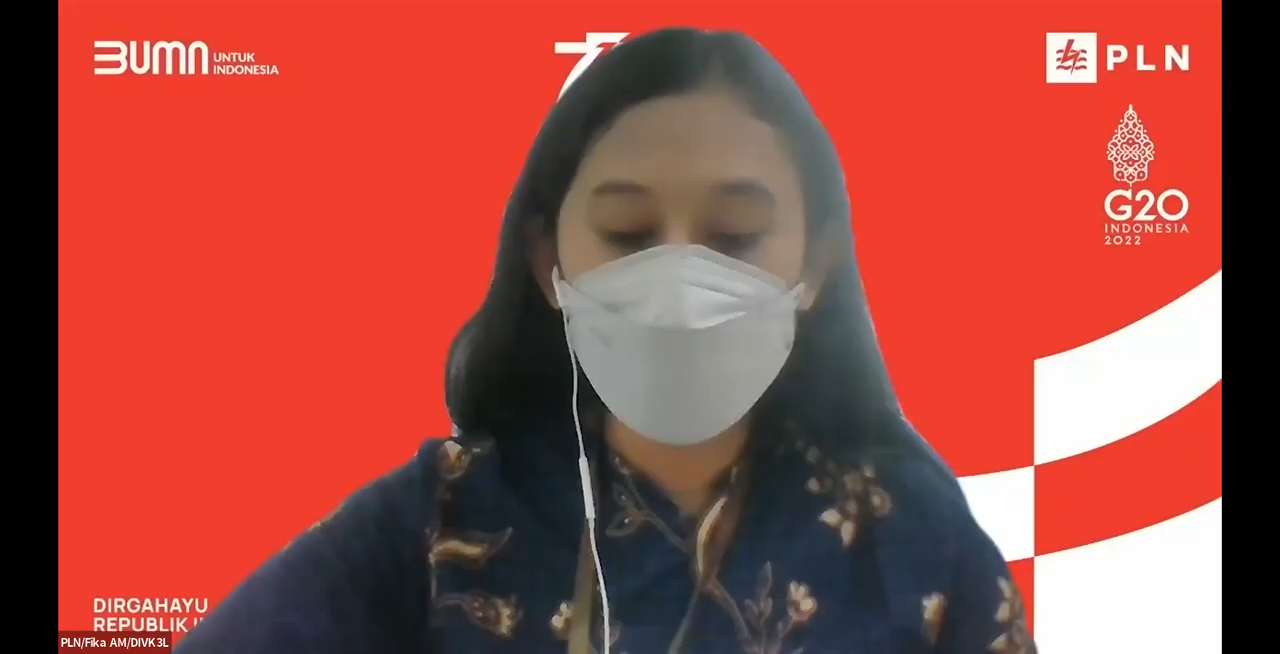 BUMN
UNTUK
INDONESIA
PLN
G20
INDONESIA
2022
DIRGAHAYU
REPUBLIK
PLN/Fika AM/DIVK3L